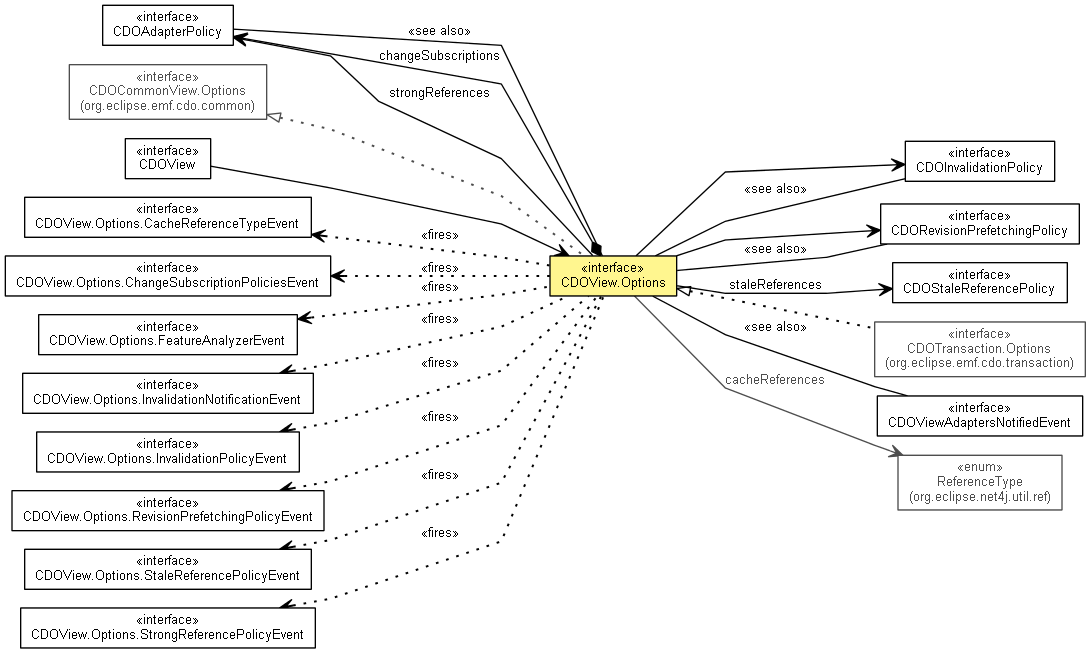 «interface»
CDOAdapterPolicy
«interface»
CDOCommonView.Options
(org.eclipse.emf.cdo.common)
«interface»
CDOView
«interface»
CDOView.Options.CacheReferenceTypeEvent
«interface»
CDOView.Options.ChangeSubscriptionPoliciesEvent
«interface»
CDOView.Options.FeatureAnalyzerEvent
«interface»
CDOView.Options.InvalidationNotificationEvent
«interface»
CDOView.Options.InvalidationPolicyEvent
«interface»
CDOView.Options.RevisionPrefetchingPolicyEvent
«interface»
CDOView.Options.StaleReferencePolicyEvent
«interface»
CDOView.Options.StrongReferencePolicyEvent
«see also»
changeSubscriptions
strongReferences
«fires»
«fires»
«fires»
«fires»
«fires»
«fires»
«fires»
«fires»
«interface»
CDOView.Options
«see also»
«see also»
staleReferences
«see also»
cacheReferences
«interface»
CDOInvalidationPolicy
«interface»
CDORevisionPrefetchingPolicy
«interface»
CDOStaleReferencePolicy
«interface»
CDOTransaction.Options
(org.eclipse.emf.cdo.transaction)
«interface»
CDOViewAdaptersNotifiedEvent
«enum»
ReferenceType
(org.eclipse.net4j.util.ref)